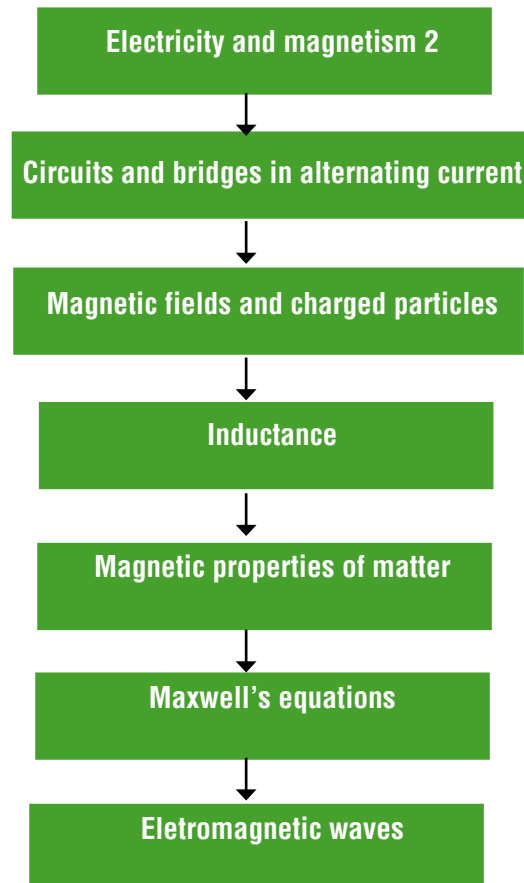 Electricity and magnetism 2
Circuits and bridges in alternating current
Magnetic fields and charged particles
Inductance
Magnetic properties of matter
Maxwell's equations
Eletromagnetic waves